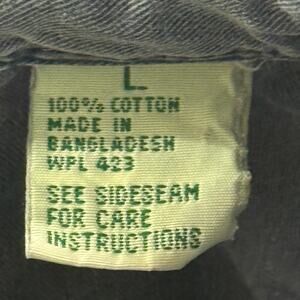 L
100% COTTON
MADE IN
BANGLADESH
WPL 423
SEE SIDESEAM
FOR CARE
INSTRUCTIONS